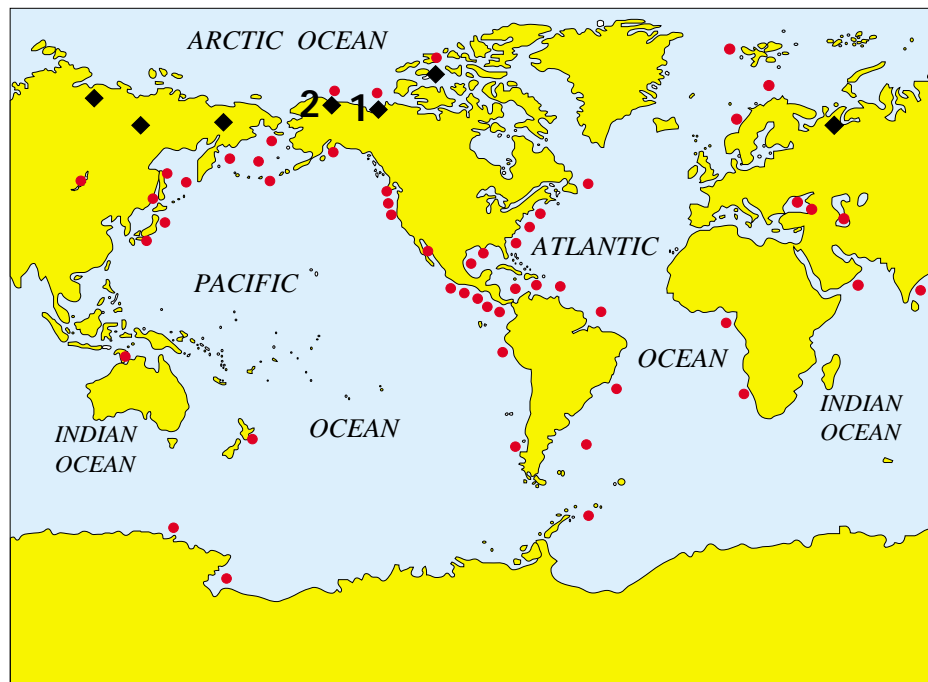 ARCTIC OCEAN
2 1
ATLANTIC
PACIFIC
OCEAN
OCEAN
INDIAN
OCEAN
INDIAN
OCEAN